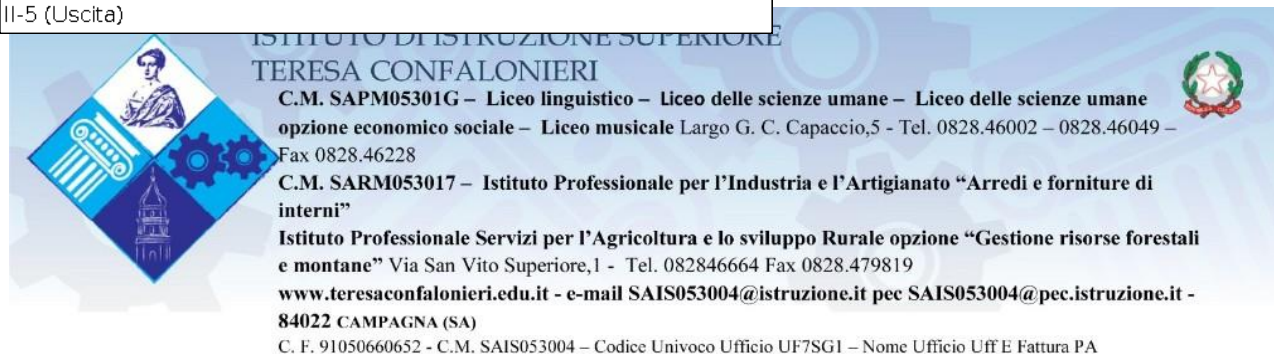 II-5 (Uscita)
ISTITUTO DI ISTRUZIONE SUPERIORE
TERESA CONFALONIERI
C.M. SAPM05301G – Liceo linguistico – Liceo delle scienze umane – Liceo delle scienze umane
opzione economico sociale – Liceo musicale Largo G. C. Capaccio,5 - Tel. 0828.46002 – 0828.46049 –
Fax 0828.46228
C.M. SARM053017 – Istituto Professionale per l’Industria e l’Artigianato “Arredi e forniture di
interni”
Istituto Professionale Servizi per l’Agricoltura e lo sviluppo Rurale opzione “Gestione risorse forestali
e montane” Via San Vito Superiore,1 - Tel. 082846664 Fax 0828.479819
www.teresaconfalonieri.edu.it - e-mail SAIS053004@istruzione.it pec SAIS053004@pec.istruzione.it -
84022 CAMPAGNA (SA)
C. F. 91050660652 - C.M. SAIS053004 – Codice Univoco Ufficio UF7SG1 – Nome Ufficio Uff E Fattura PA